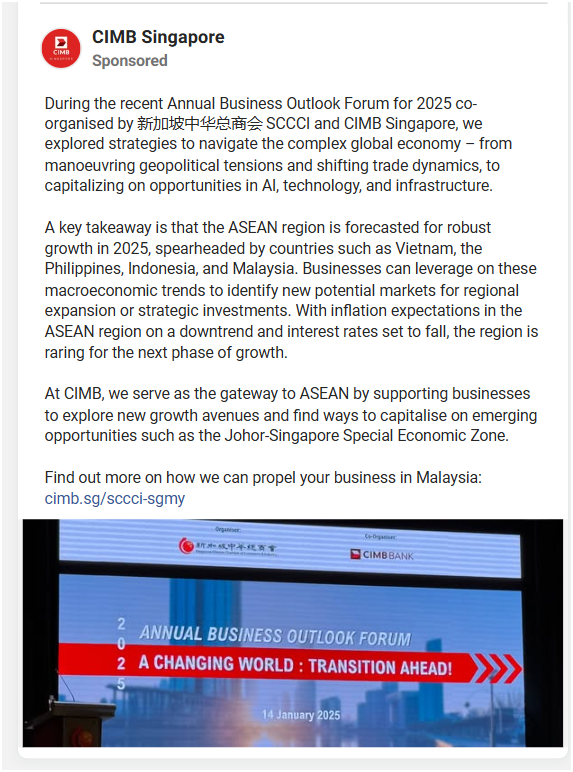 CIMB Singapore
Sponsored
During the recent Annual Business Outlook Forum for 2025 co-
organised by 新加坡中华总商会 SCCCI and CIMB Singapore, we
explored strategies to navigate the complex global economy – from
manoeuvring geopolitical tensions and shifting trade dynamics, to
capitalizing on opportunities in AI, technology, and infrastructure.
A key takeaway is that the ASEAN region is forecasted for robust
growth in 2025, spearheaded by countries such as Vietnam, the
Philippines, Indonesia, and Malaysia. Businesses can leverage on these
macroeconomic trends to identify new potential markets for regional
expansion or strategic investments. With inflation expectations in the
ASEAN region on a downtrend and interest rates set to fall, the region is
raring for the next phase of growth.
At CIMB, we serve as the gateway to ASEAN by supporting businesses
to explore new growth avenues and find ways to capitalise on emerging
opportunities such as the Johor-Singapore Special Economic Zone.
Find out more on how we can propel your business in Malaysia:
cimb.sg/sccci-sgmy
Organiser:
新加坡中华总商会
Co-Organiser:
CIMB BANK
2025
ANNUAL BUSINESS OUTLOOK FORUM
A CHANGING WORLD : TRANSITION AHEAD!
14 January 2025